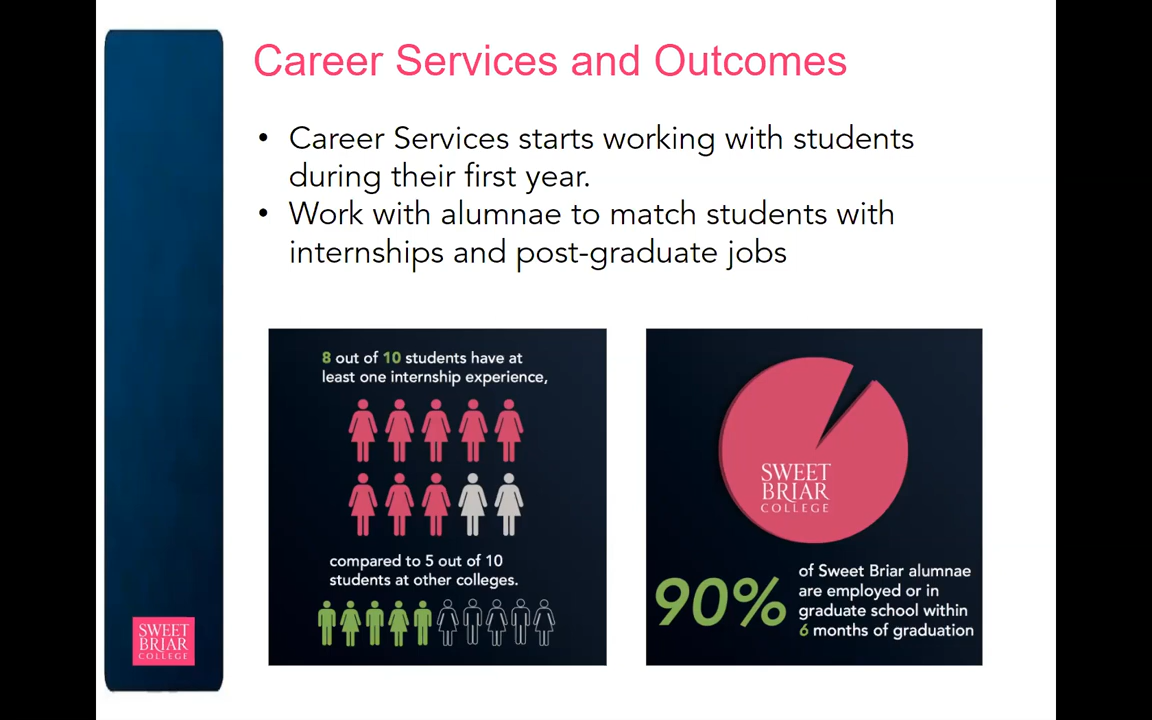 Career Services and Outcomes
• Career Services starts working with students
during their first year.
• Work with alumnae to match students with
internships and post-graduate jobs
8 out of 10 students have at
least one internship experience,
compared to 5 out of 10
students at other colleges.
SWEET
BRIAR
COLLEGE
90%
of Sweet Briar alumnae
are employed or in
graduate school within
6 months of graduation
SWEET
BRIAR
COLLEGE